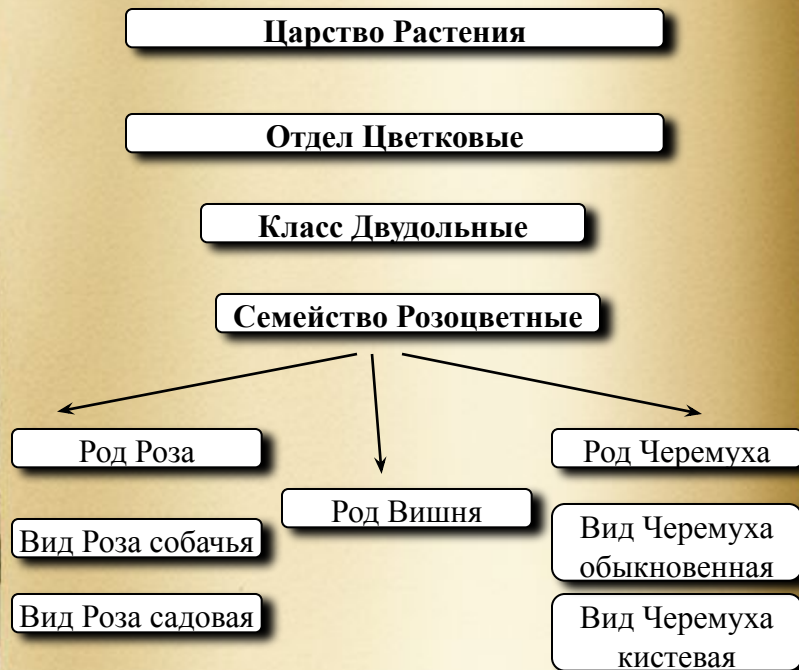 Царство Растения
Отдел Цветковые
Класс Двудольные
Семейство Розоцветные
Род Роза
Вид Роза собачья
Вид Роза садовая
Род Вишня
Род Черемуха
Вид Черемуха
обыкновенная
Вид Черемуха
кистевая